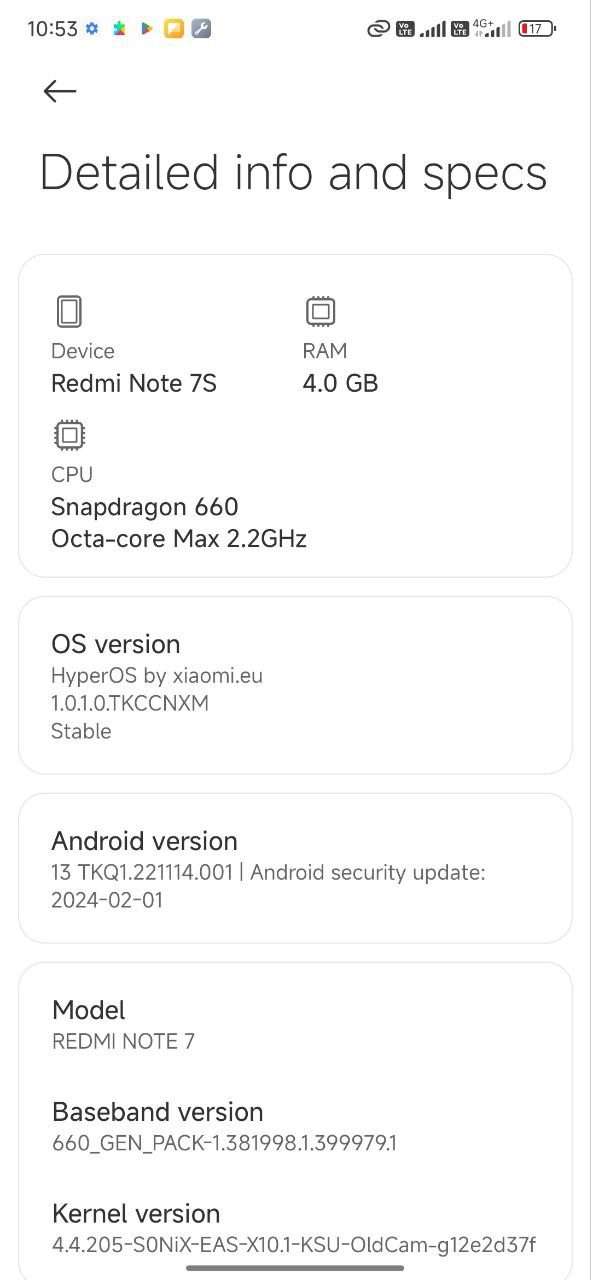 10:53
Vo LTE
Vo LTE
4G+
17
Detailed info and specs
Device
Redmi Note 7S
RAM
4.0 GB
CPU
Snapdragon 660
Octa-core Max 2.2GHz
OS version
HyperOS by xiaomi.eu
1.0.1.0.TKCCNXM
Stable
Android version
13 TKQ1.221114.001 | Android security update:
2024-02-01
Model
REDMI NOTE 7
Baseband version
660_GEN_PACK-1.381998.1.399979.1
Kernel version
4.4.205-S0NiX-EAS-X10.1-KSU-OldCam-g12e2d37f